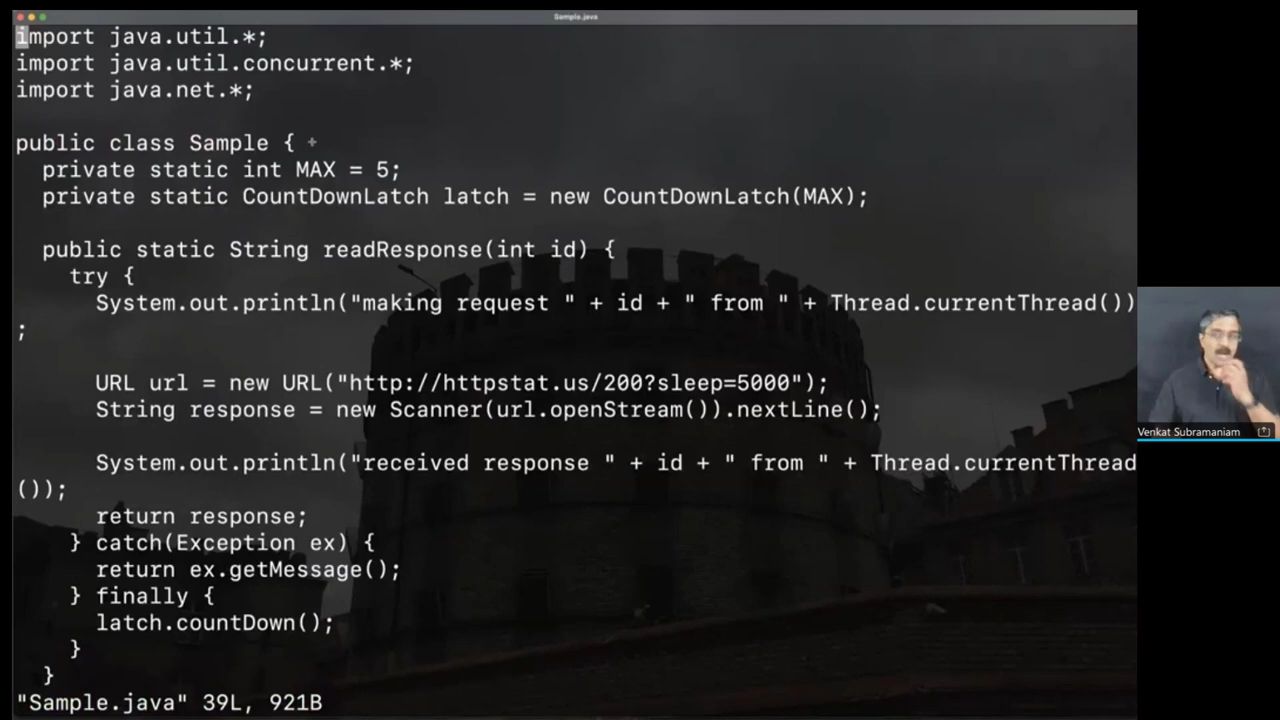 Sample.java
import java.util.*;
import java.util.concurrent.*;
import java.net.*;
public class Sample {
  private static int MAX = 5;
  private static CountDownLatch latch = new CountDownLatch(MAX);
  public static String readResponse(int id) {
    try {
      System.out.println("making request " + id + " from " + Thread.currentThread())
;
      URL url = new URL("http://httpstat.us/200?sleep=5000");
      String response = new Scanner(url.openStream()).nextLine();
      System.out.println("received response " + id + " from " + Thread.currentThread
());
      return response;
    } catch(Exception ex) {
      return ex.getMessage();
    } finally {
      latch.countDown();
    }
  }
"Sample.java" 39L, 921B
Venkat Subramaniam